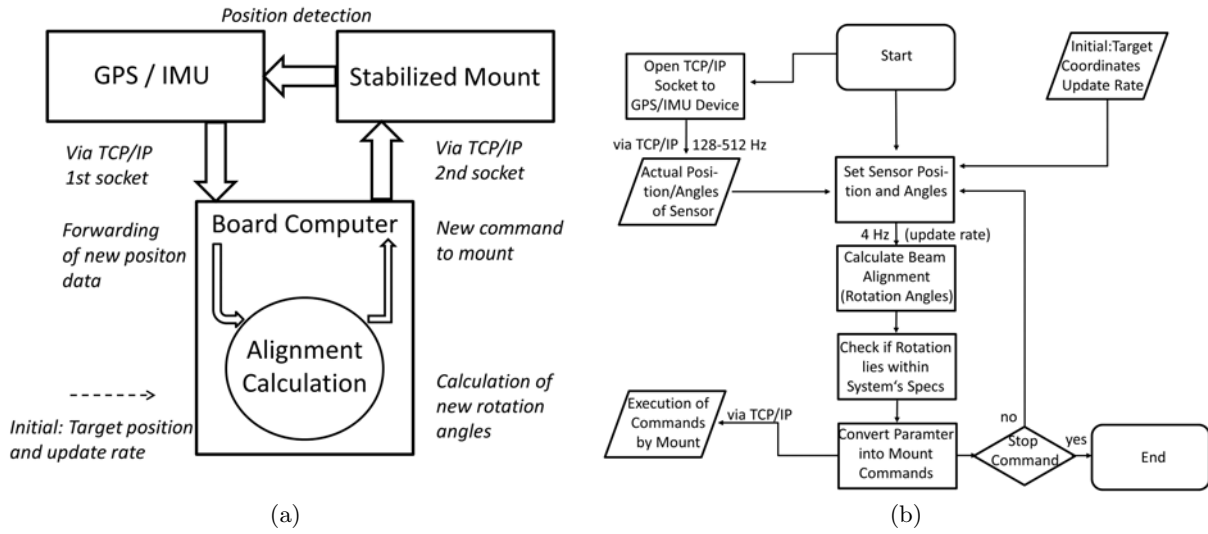 Position detection
GPS / IMU
Stabilized Mount
Via TCP/IP
1st socket
Via TCP/IP
2nd socket
Board Computer
Forwarding
of new positon
data
New command
to mount
Alignment
Calculation
Calculation of
new rotation
angles
Initial: Target position
and update rate
(a)
Start
Initial:Target
Coordinates
Update Rate
Open TCP/IP
Socket to
GPS/IMU Device
via TCP/IP 128-512 Hz
Actual Posi-
tion/Angles
of Sensor
Set Sensor Posi-
tion and Angles
4 Hz (update rate)
Calculate Beam
Alignment
(Rotation Angles)
Check if Rotation
lies within
System's Specs
Execution of
Commands
by Mount
via TCP/IP
Convert Paramter
into Mount
Commands
no
Stop
Command
yes
End
(b)